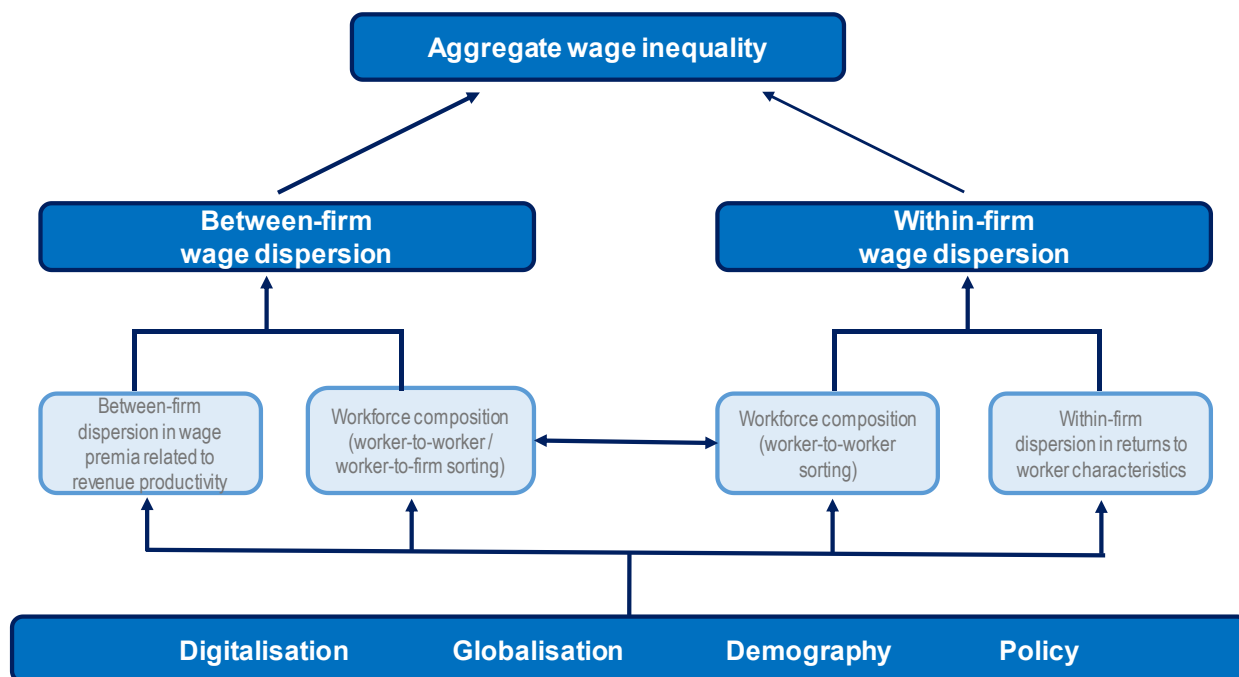 Aggregate wage inequality
Between-firm
wage dispersion
Within-firm
wage dispersion
Between-firm
dispersion in wage
premia related to
revenue productivity
Workforce composition
(worker-to-worker /
worker-to-firm sorting)
Workforce composition
(worker-to-worker
sorting)
Within-firm
dispersion in returns to
worker characteristics
Digitalisation Globalisation Demography Policy